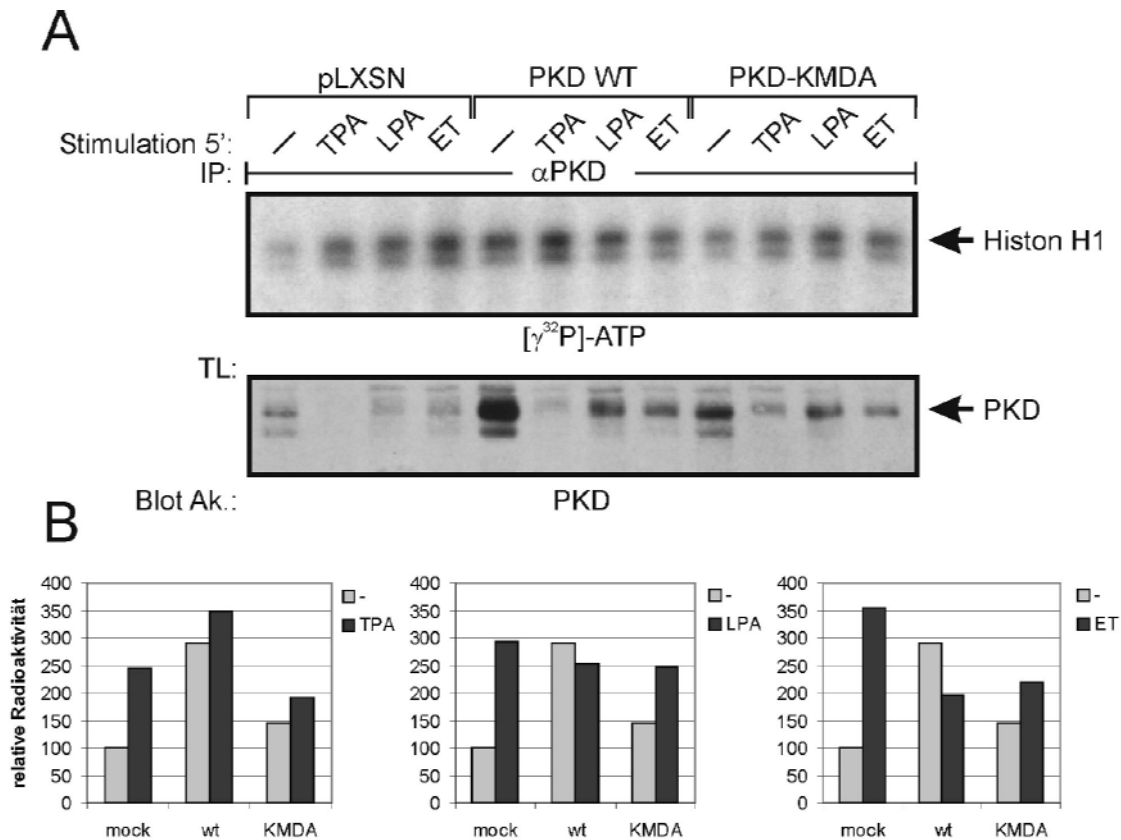 A
pLXSN PKD WT PKD-KMDA
Stimulation 5': — TPA LPA ET — TPA LPA ET — TPA LPA ET
IP: αPKD
Histon H1
[γ³²P]-ATP
TL:
PKD
Blot Ak.: PKD
B
relative Radioaktivität
400
350
300
250
200
150
100
50
0
mock wt KMDA
-
TPA
400
350
300
250
200
150
100
50
0
mock wt KMDA
-
LPA
400
350
300
250
200
150
100
50
0
mock wt KMDA
-
ET